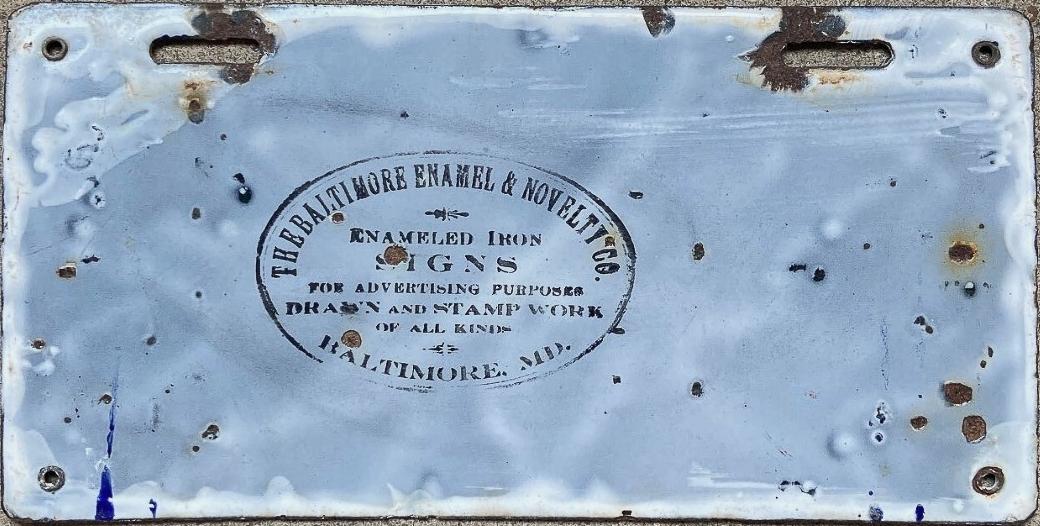 THE BALTIMORE ENAMEL & NOVELTY CO.
ENAMELED IRON
SIGNS
FOR ADVERTISING PURPOSES
DRAWN AND STAMP WORK
OF ALL KINDS
BALTIMORE, MD.